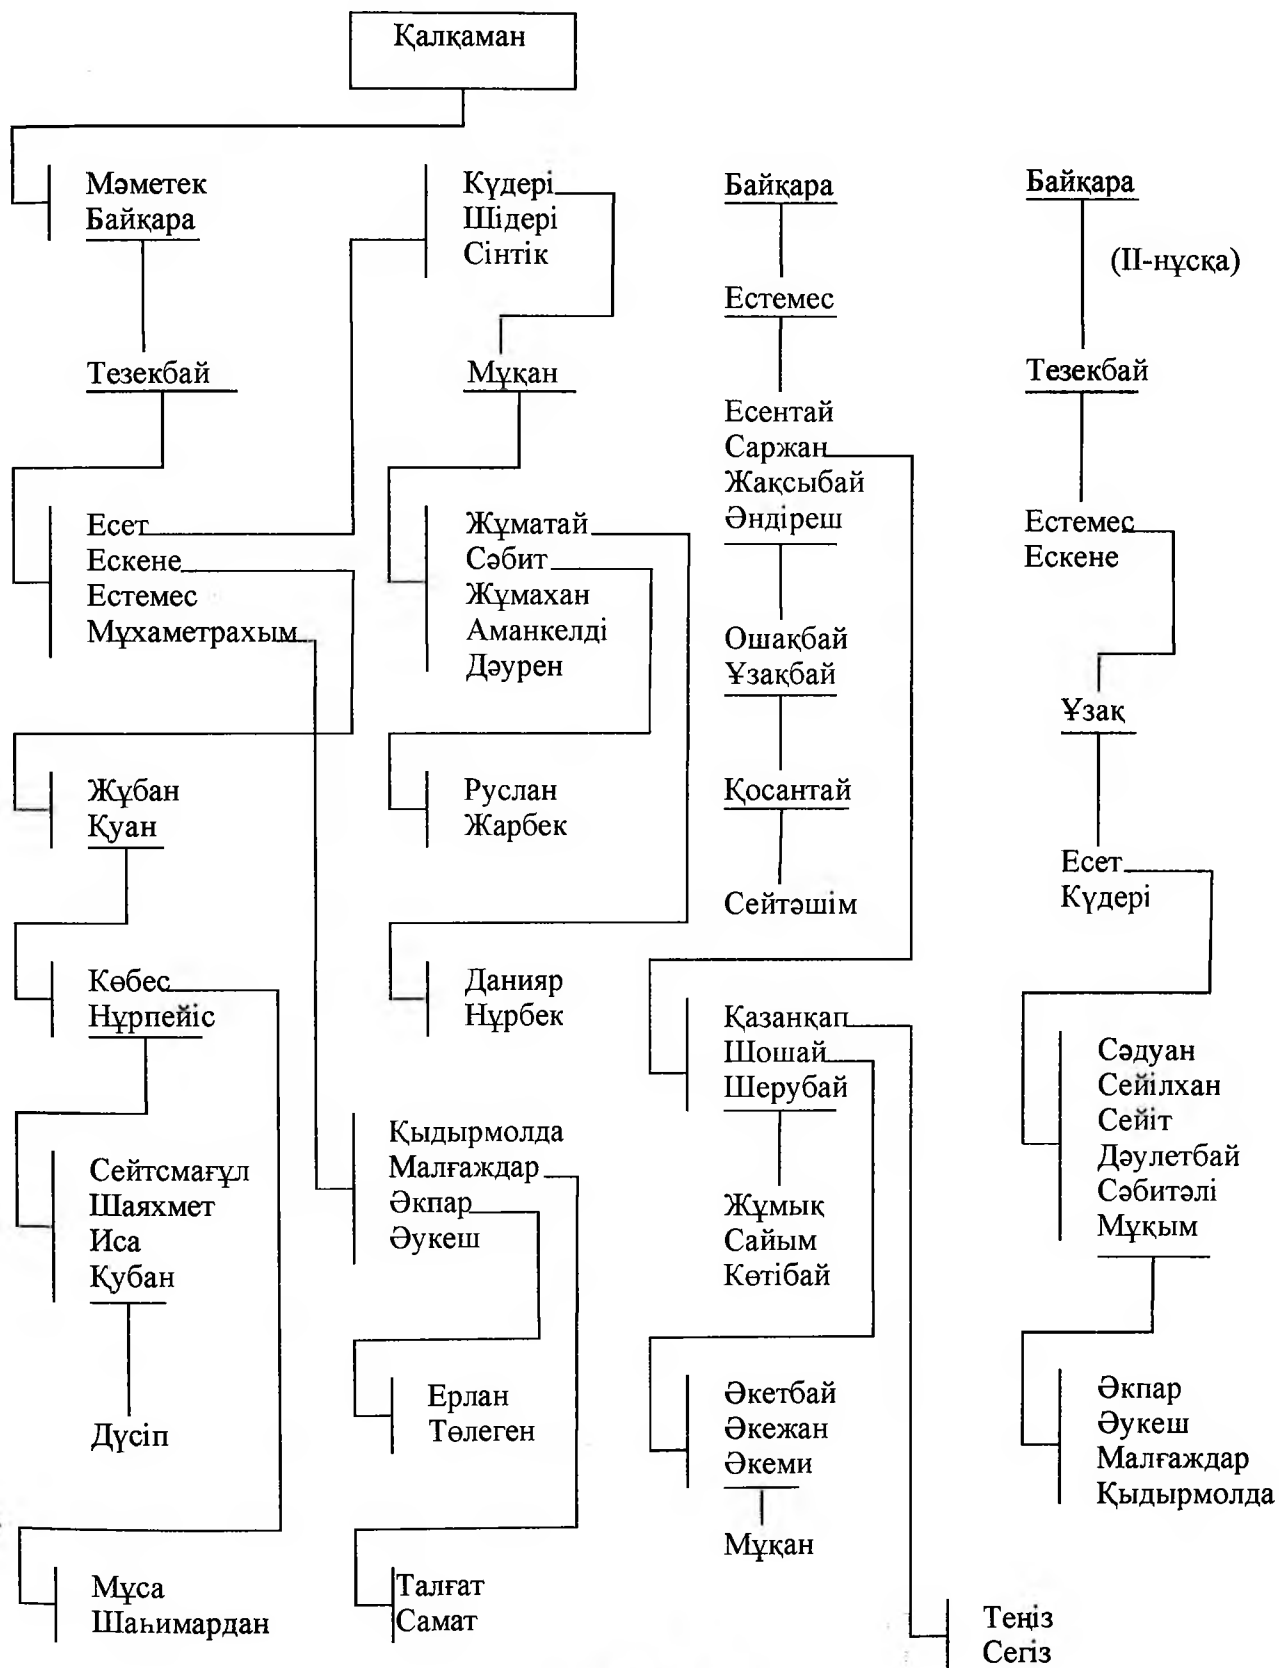 Қалқаман
Мәметек
Байқара
Тезекбай
Есет
Ескене
Естемес
Мұхаметрахым
Жұбан
Қуан
Көбес
Нұрпейіс
Сейтсмағұл
Шаяхмет
Иса
Қубан
Дүсіп
Мұса
Шаһимардан
Күдері
Шідері
Сінтік
Мұқан
Жұматай
Сәбит
Жұмахан
Аманкелді
Дәурен
Руслан
Жарбек
Данияр
Нұрбек
Қыдырмолда
Малғаждар
Әкпар
Әукеш
Ерлан
Төлеген
Талғат
Самат
Байқара
Естемес
Есентай
Саржан
Жақсыбай
Әндіреш
Ошақбай
Ұзақбай
Қосантай
Сейтәшім
Қазанқап
Шошай
Шерубай
Жұмық
Сайым
Көтібай
Әкетбай
Әкежан
Әкеми
Мұқан
Теңіз
Сегіз
Байқара
(II-нұсқа)
Тезекбай
Естемес
Ескене
Ұзақ
Есет
Күдері
Сәдуан
Сейілхан
Сейіт
Дәулетбай
Сәбитәлі
Мұқым
Әкпар
Әукеш
Малғаждар
Қыдырмолда